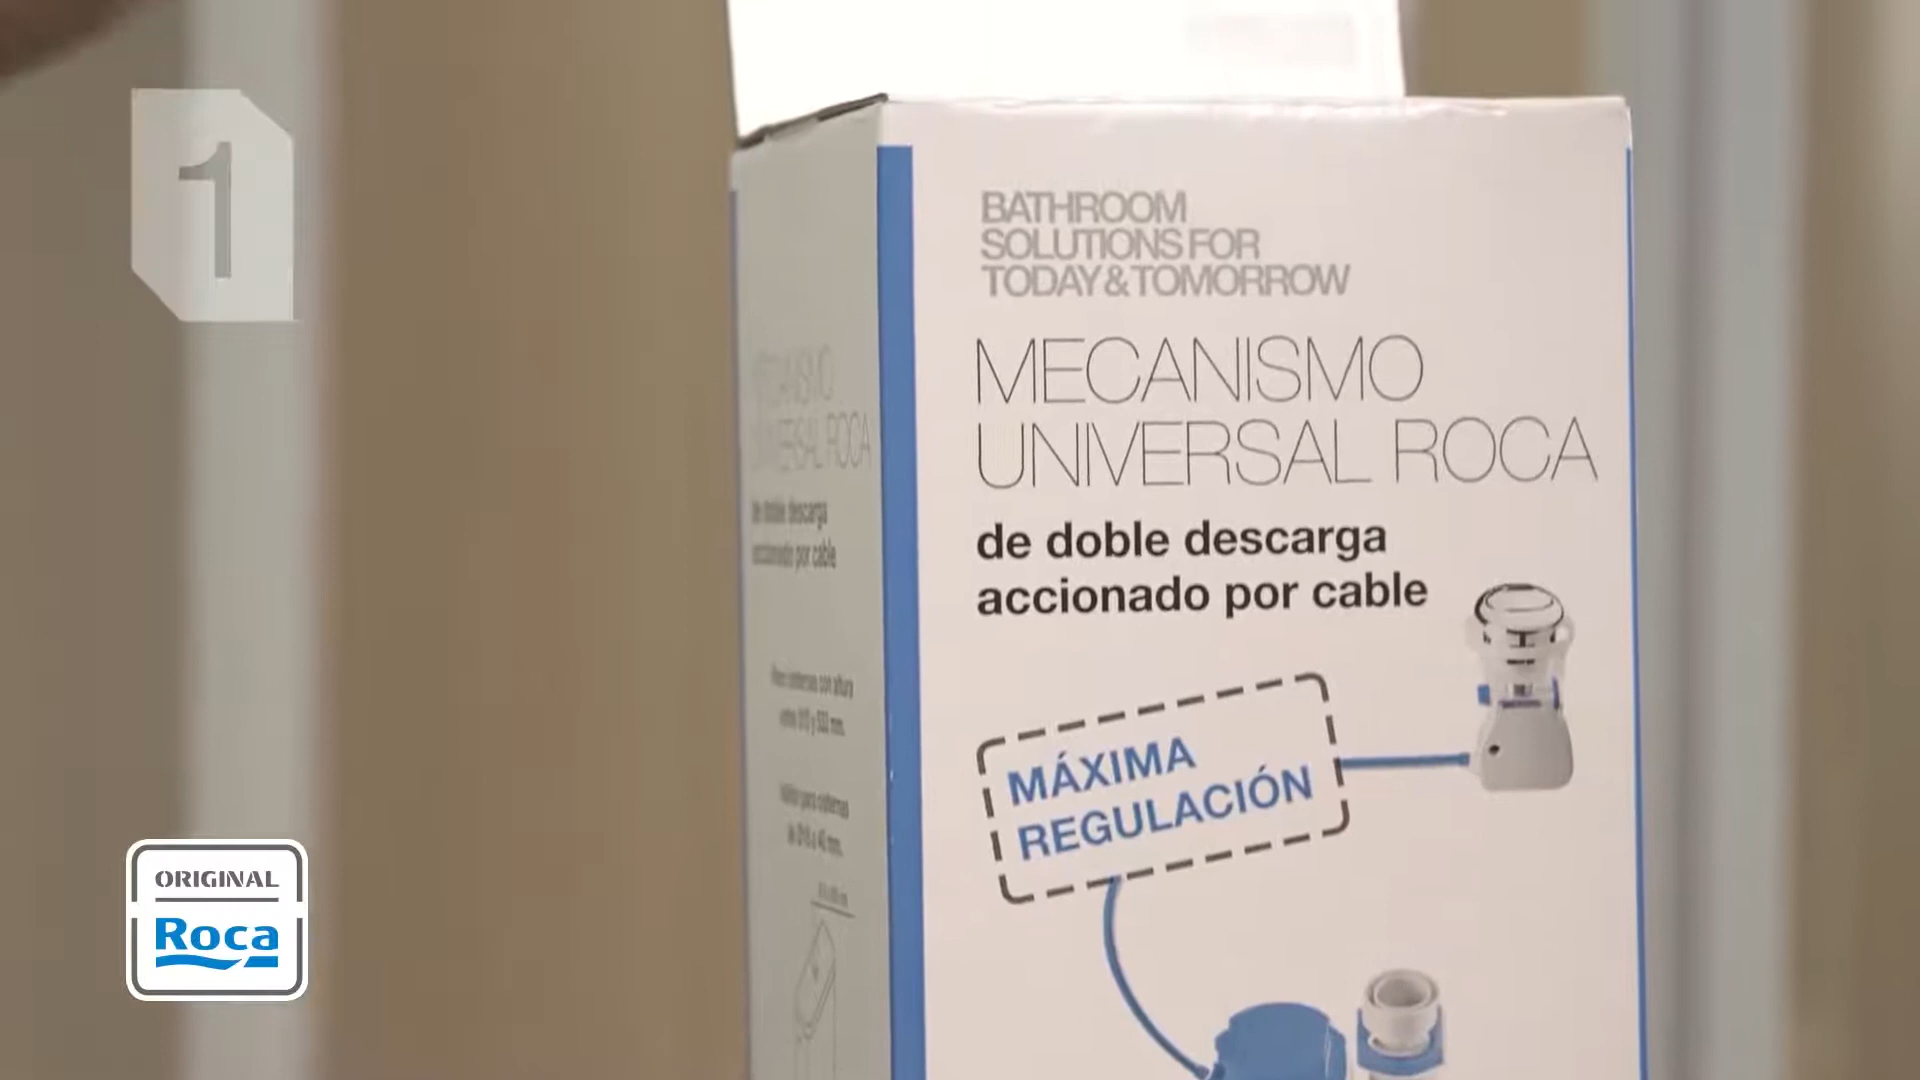 1
BATHROOM
SOLUTIONS FOR
TODAY & TOMORROW
MECANISMO
UNIVERSAL ROCA
de doble descarga
accionado por cable
MÁXIMA
REGULACIÓN
MECANISMO
UNIVERSAL ROCA
de doble descarga
accionado por cable
ORIGINAL
Roca